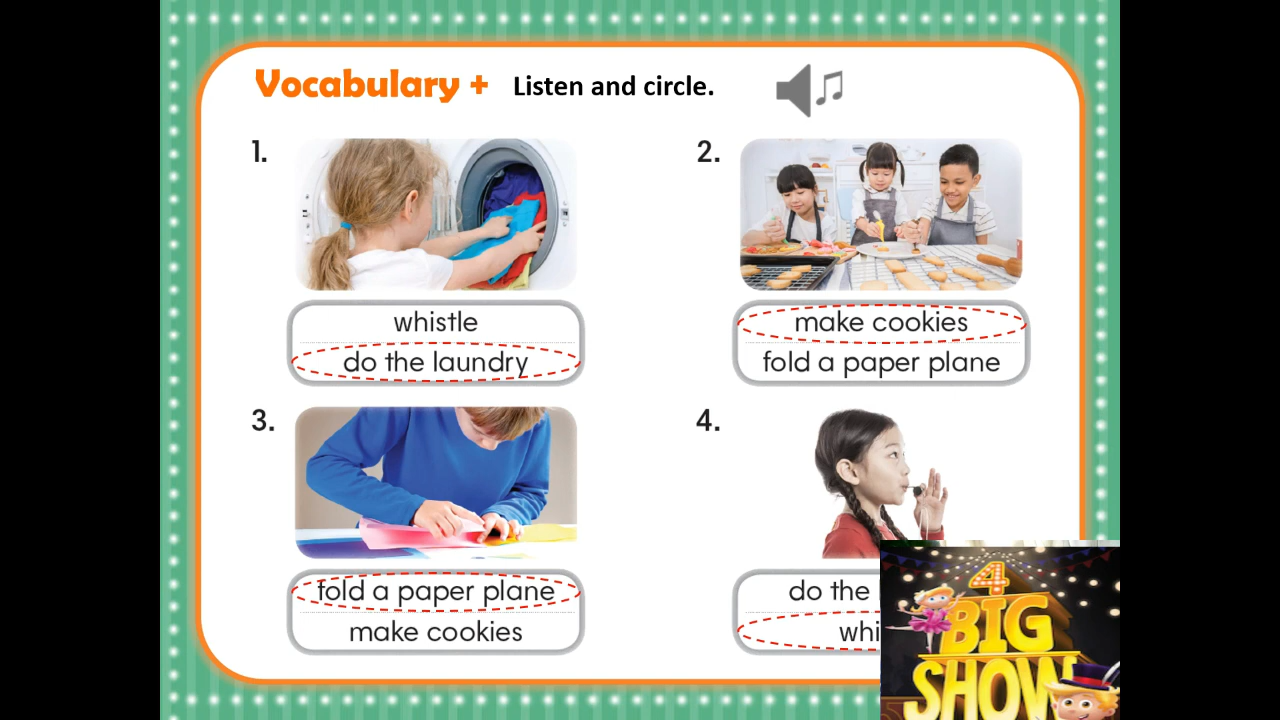 Vocabulary + Listen and circle.
1.
whistle
do the laundry
2.
make cookies
fold a paper plane
3.
fold a paper plane
make cookies
4.
do the
4
BIG
SHOW